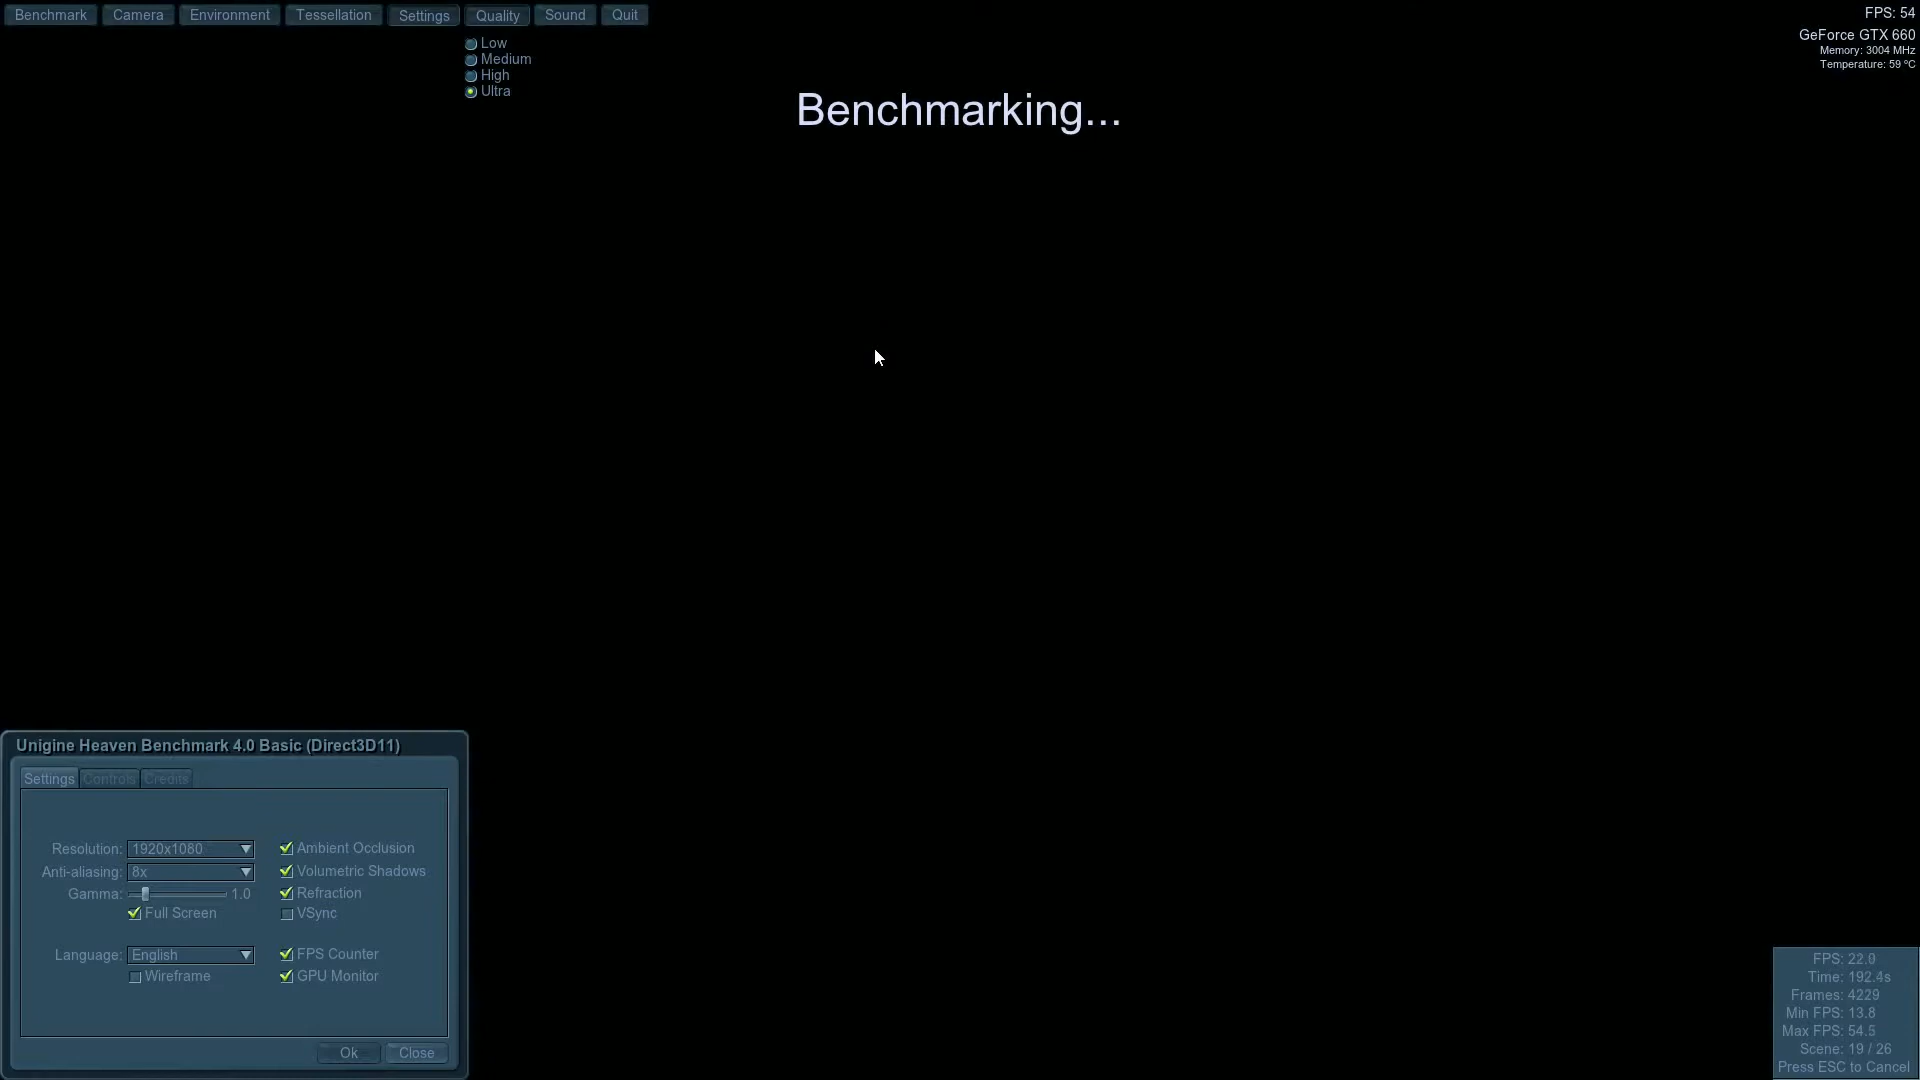 Benchmark Camera Environment Tessellation Settings Quality Sound Quit
FPS: 54
GeForce GTX 660
Memory: 3004 MHz
Temperature: 59 °C
Low
Medium
High
Ultra
Benchmarking...
Unigine Heaven Benchmark 4.0 Basic (Direct3D11)
Settings Controls Credits
Resolution: 1920x1080
Anti-aliasing: 8x
Gamma: 1.0
Full Screen
Language: English
Wireframe
Ambient Occlusion
Volumetric Shadows
Refraction
VSync
FPS Counter
GPU Monitor
Ok Close
FPS: 22.0
Time: 192.4s
Frames: 4229
Min FPS: 13.8
Max FPS: 54.5
Scene: 19 / 26
Press ESC to Cancel